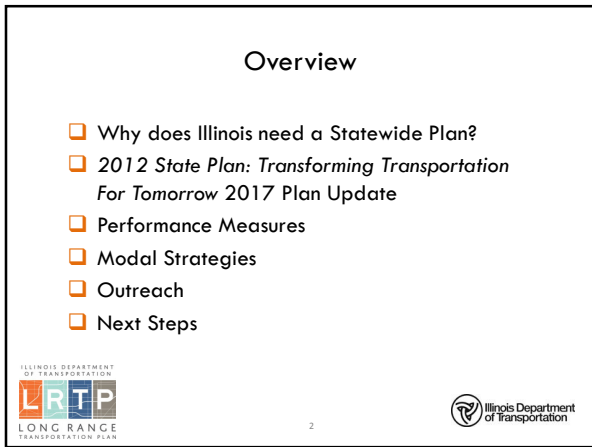 Overview
Why does Illinois need a Statewide Plan?
2012 State Plan: Transforming Transportation
For Tomorrow 2017 Plan Update
Performance Measures
Modal Strategies
Outreach
Next Steps
ILLINOIS DEPARTMENT
OF TRANSPORTATION
LRTP
LONG RANGE
TRANSPORTATION PLAN
2
Illinois Department
of Transportation